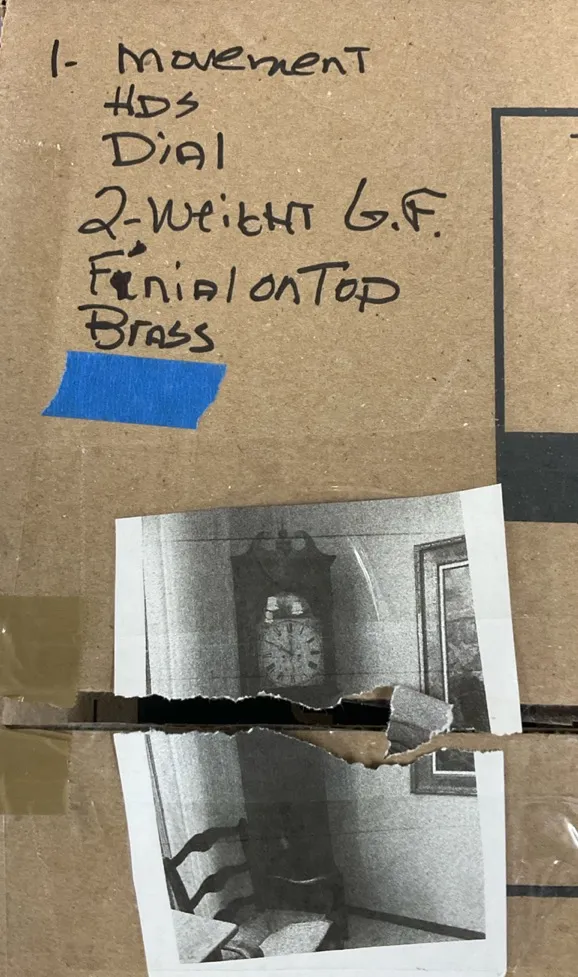 1- MOVEMENT
HDS
DiAl
2-WEiGHT G.F.
FiniAl on Top
BrASS